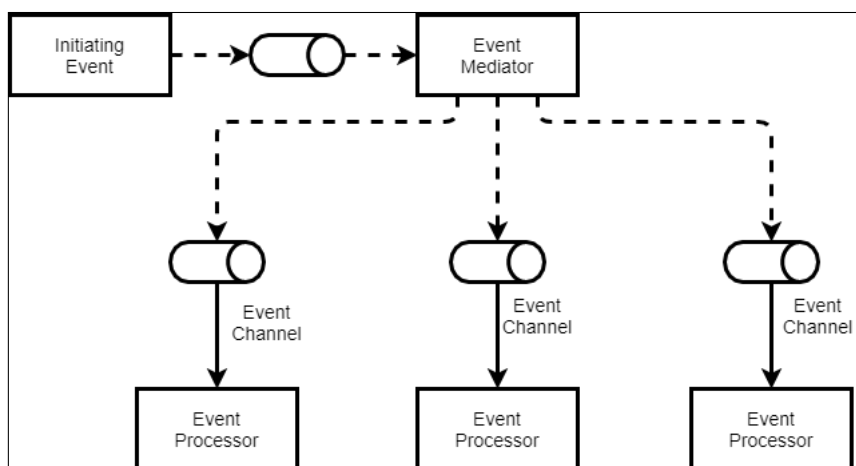 Initiating
Event
Event
Mediator
Event
Channel
Event
Channel
Event
Channel
Event
Processor
Event
Processor
Event
Processor